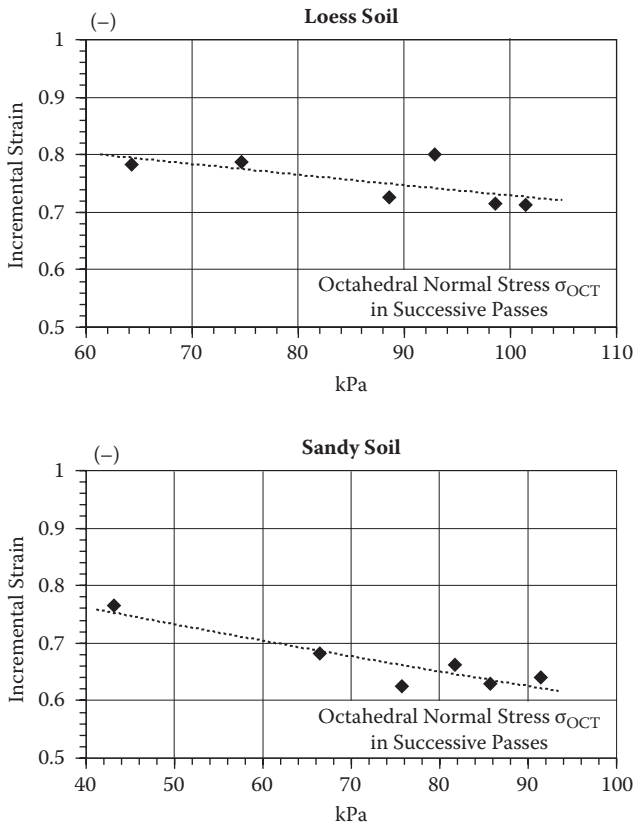 Loess Soil
(–)
1
0.9
0.8
0.7
0.6
0.5
Incremental Strain
Octahedral Normal Stress σOCT
in Successive Passes
60 70 80 90 100 110
kPa
Sandy Soil
(–)
1
0.9
0.8
0.7
0.6
0.5
Incremental Strain
Octahedral Normal Stress σOCT
in Successive Passes
40 50 60 70 80 90 100
kPa